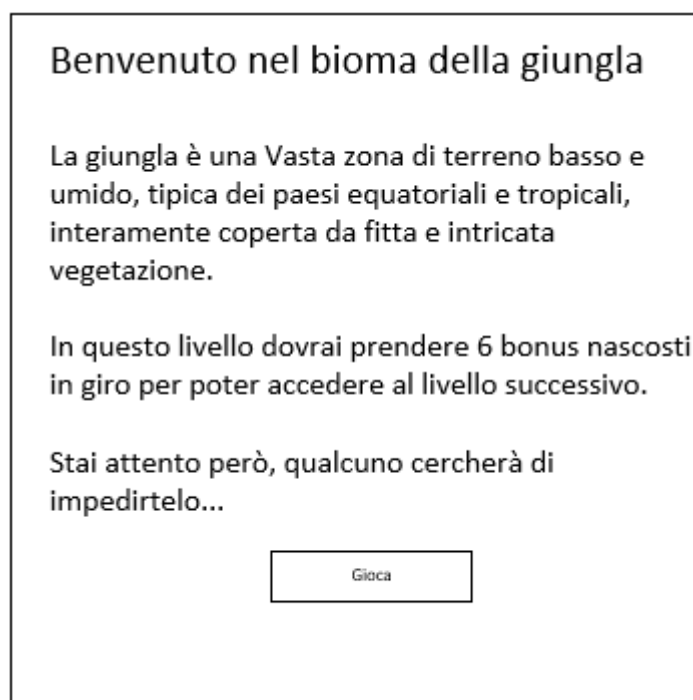 Benvenuto nel bioma della giungla
La giungla è una Vasta zona di terreno basso e
umido, tipica dei paesi equatoriali e tropicali,
interamente coperta da fitta e intricata
vegetazione.
In questo livello dovrai prendere 6 bonus nascosti
in giro per poter accedere al livello successivo.
Stai attento però, qualcuno cercherà di
impedirtelo...
Gioca